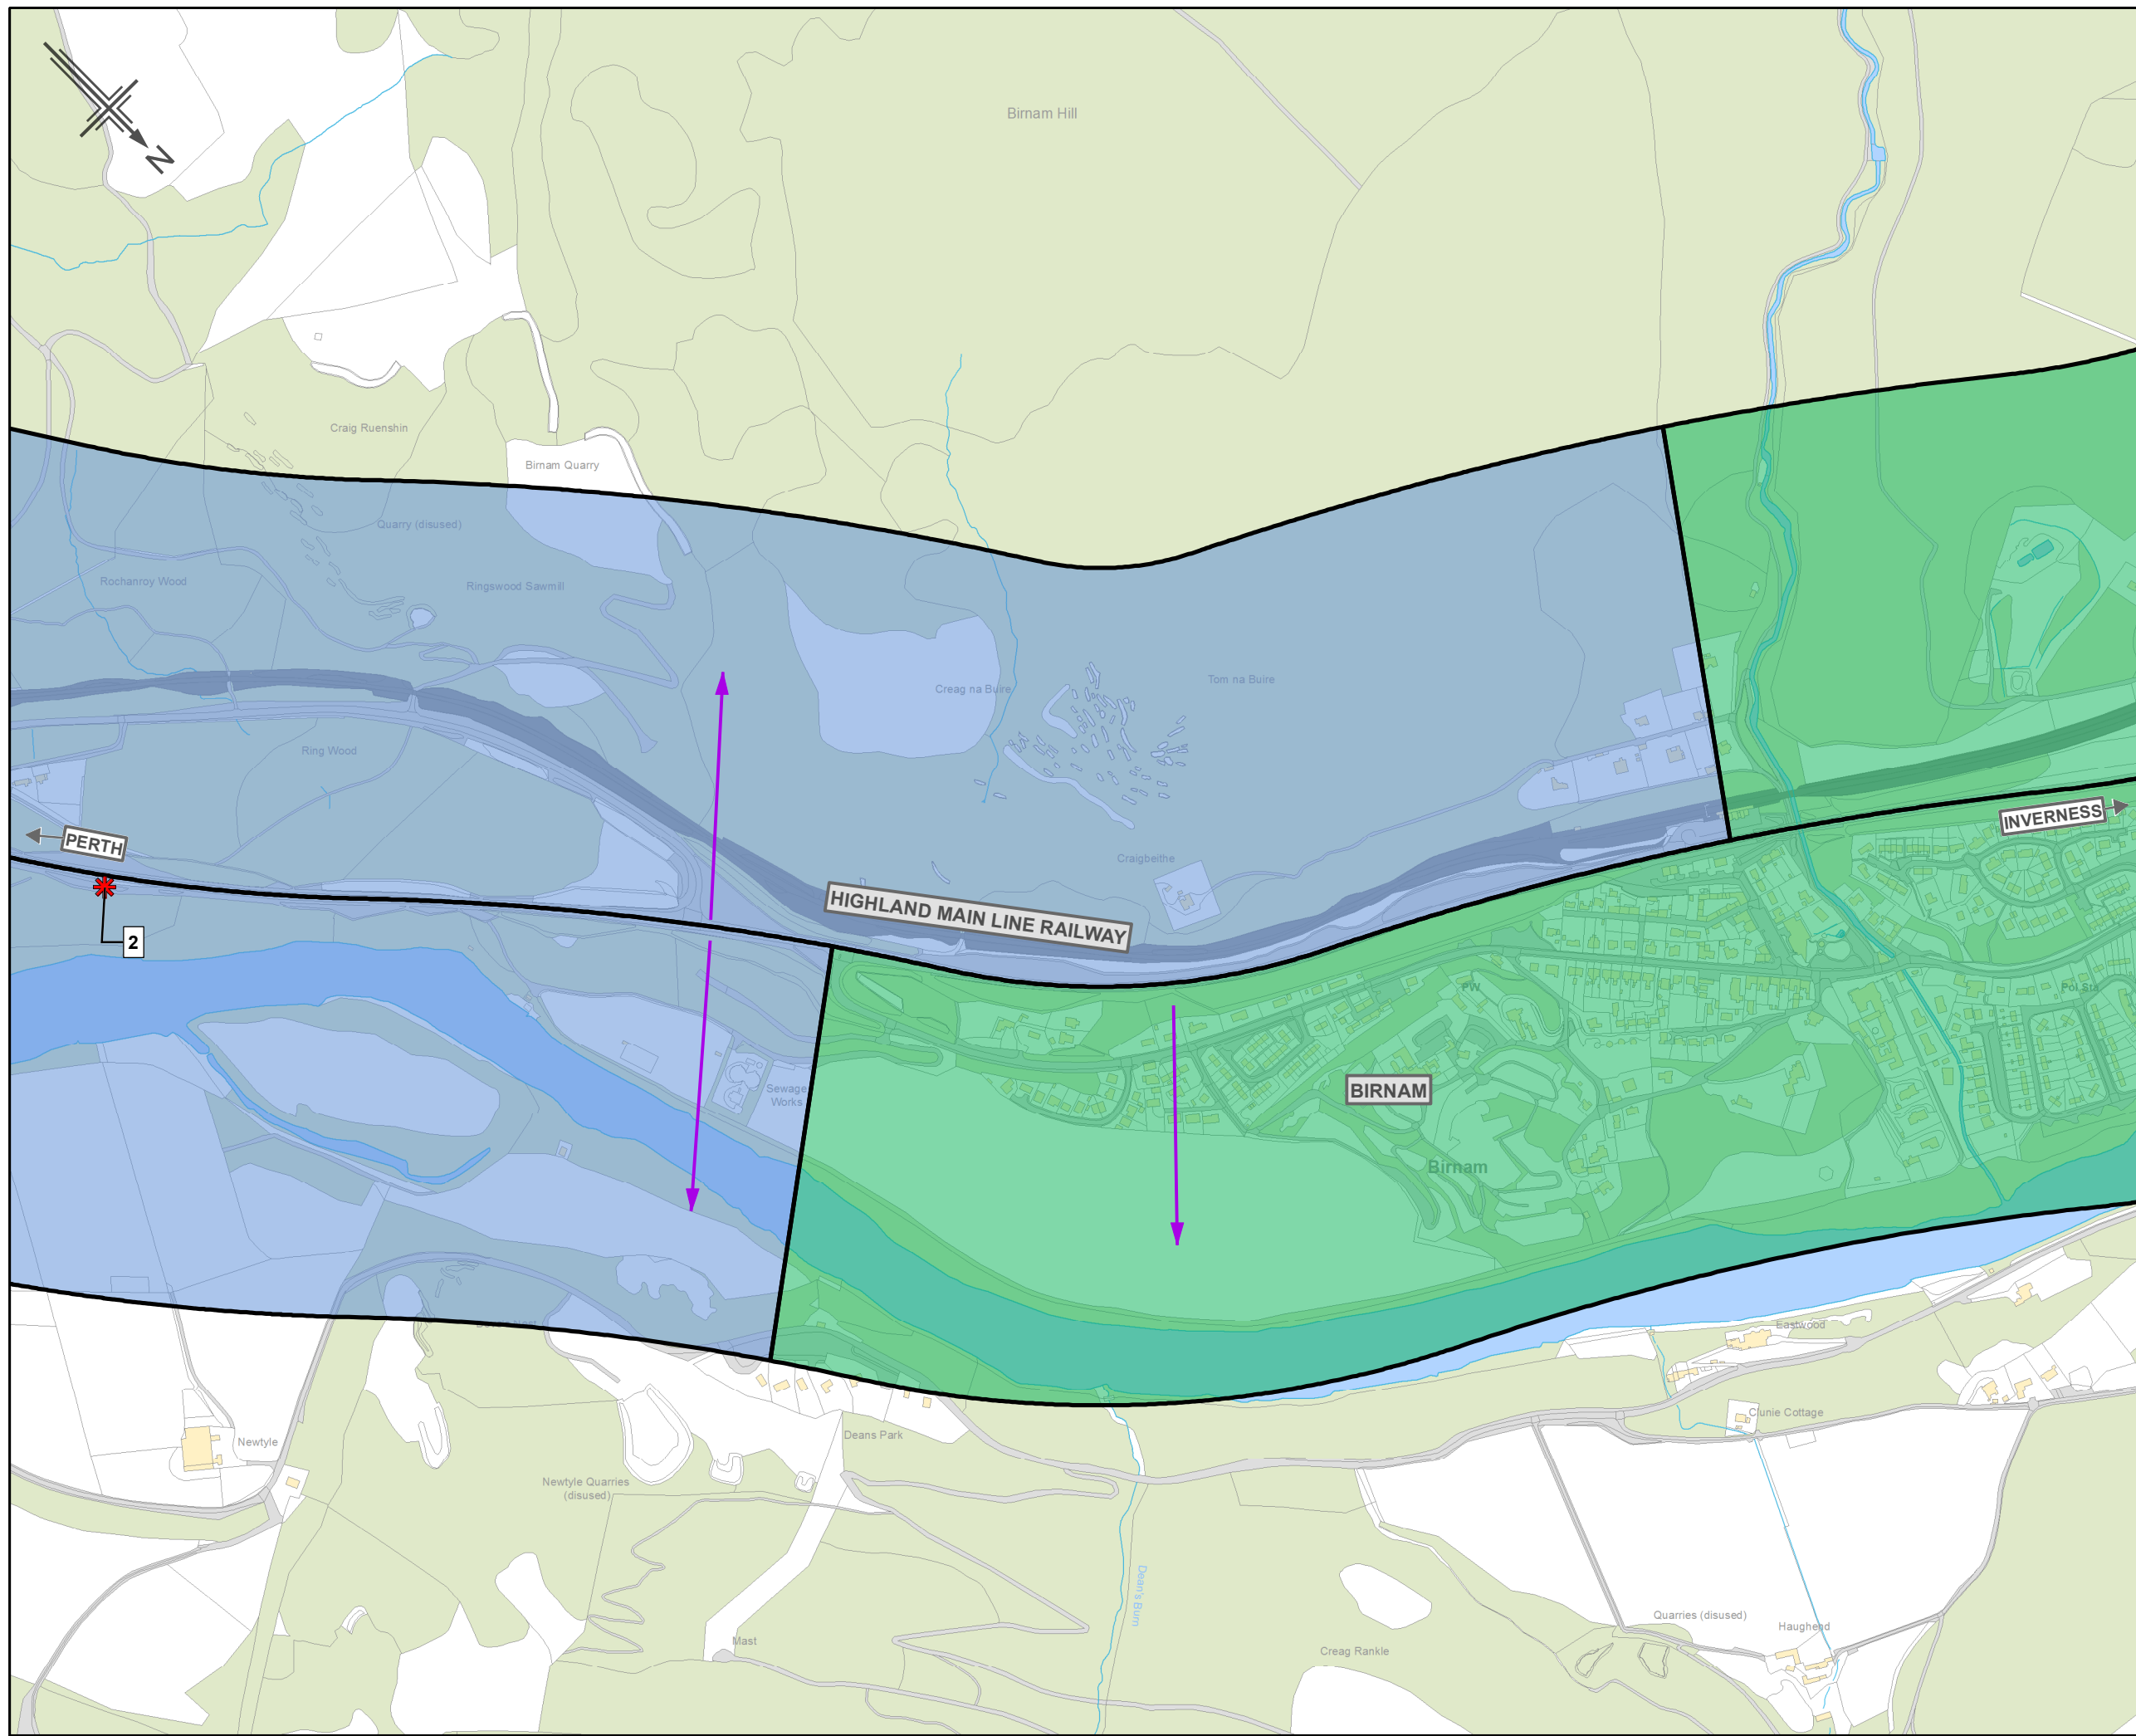 Birnam Hill
N
Craig Ruenshin
Birnam Quarry
Quarry (disused)
Rochanroy Wood
Ringswood Sawmill
Creag na Buire
Tom na Buire
Ring Wood
PERTH
INVERNESS
Craigbeithe
HIGHLAND MAIN LINE RAILWAY
2
PW
Pol Sta
Sewage
Works
BIRNAM
Birnam
Eastwood
Newtyle
Deans Park
Clunie Cottage
Newtyle Quarries
(disused)
Dean's Burn
Quarries (disused)
Haughend
Mast
Creag Rankle